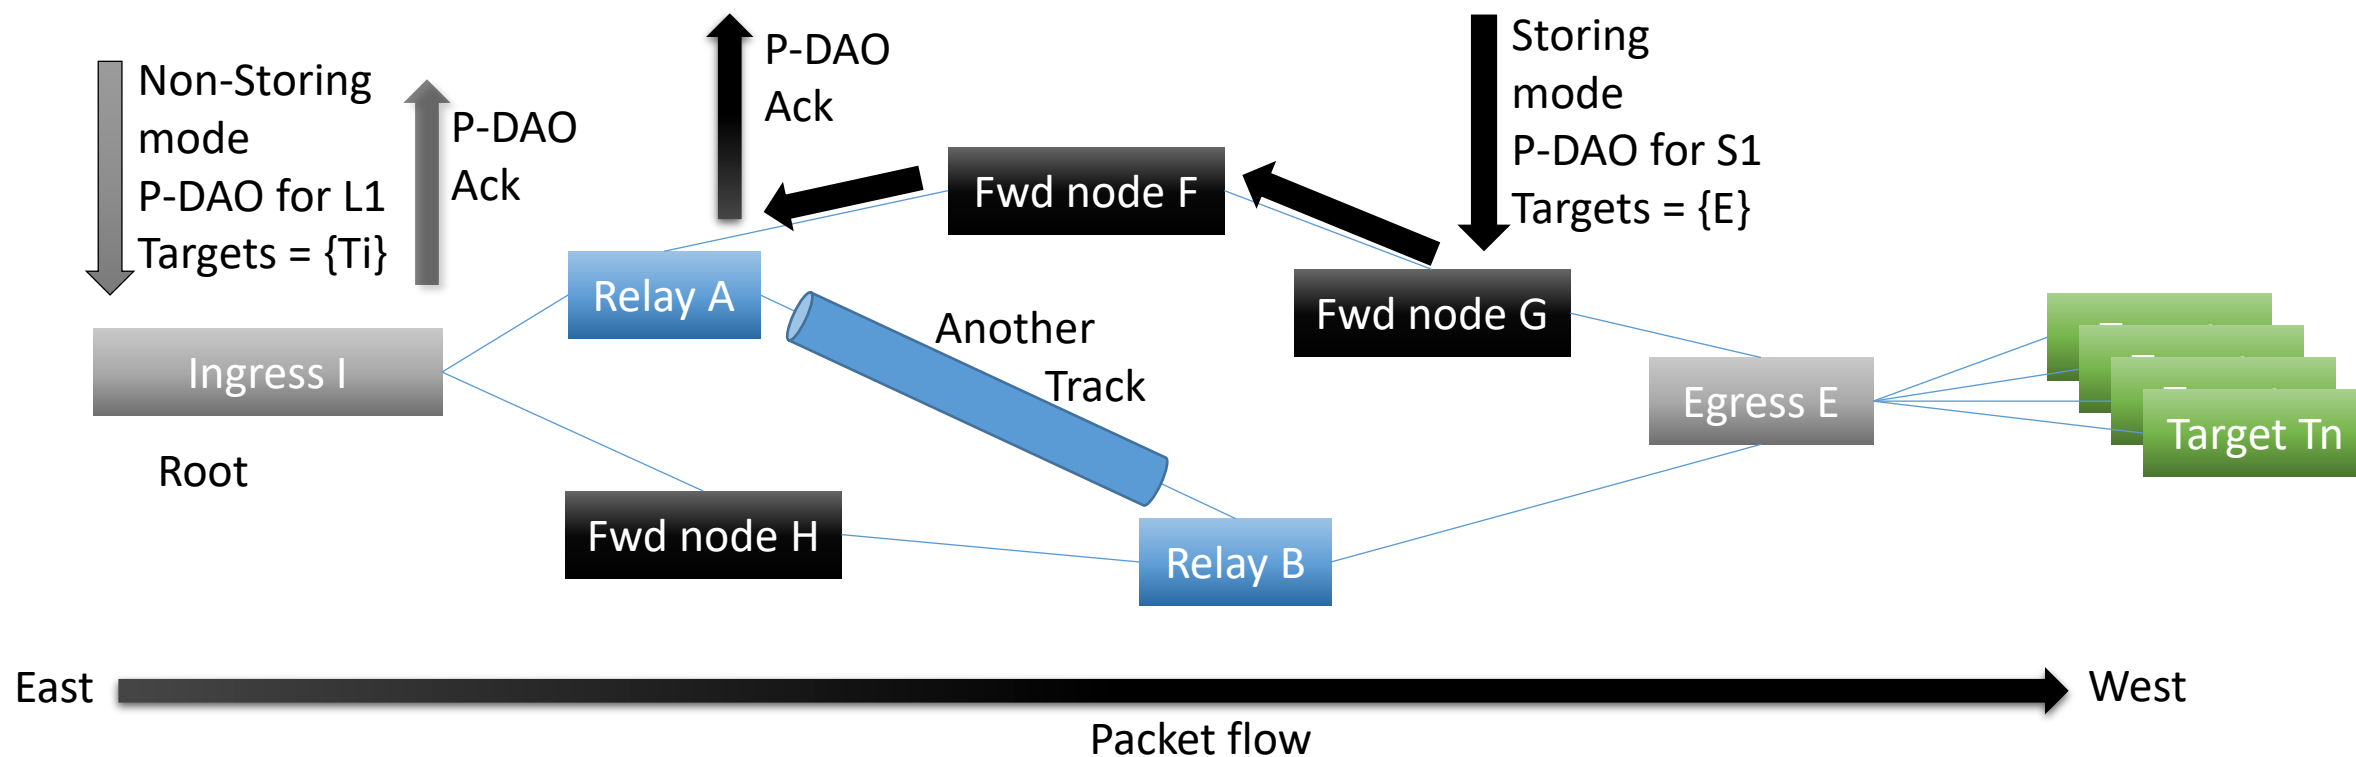 Non-Storing
mode
P-DAO for L1
Targets = {Ti}
P-DAO
Ack
P-DAO
Ack
Storing
mode
P-DAO for S1
Targets = {E}
Fwd node F
Relay A
Fwd node G
Another
Track
Ingress I
Egress E
Target Tn
Root
Fwd node H
Relay B
East
West
Packet flow